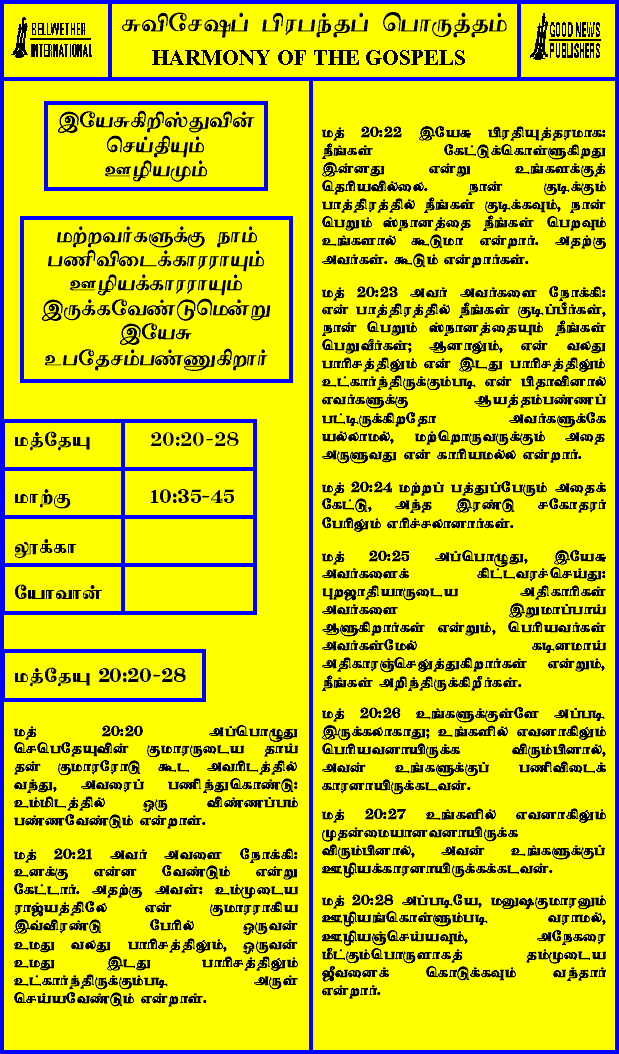 BELLWETHER
INTERNATIONAL
சுவிசேஷப் பிரபந்தப் பொருத்தம்
HARMONY OF THE GOSPELS
GOOD NEWS
PUBLISHERS
இயேசுகிறிஸ்துவின்
செய்தியும்
ஊழியமும்
மற்றவர்களுக்கு நாம்
பணிவிடைக்காரராயும்
ஊழியக்காரராயும்
இருக்கவேண்டுமென்று
இயேசு
உபதேசம்பண்ணுகிறார்
மத்தேயு 20:20-28
மாற்கு 10:35-45
லூக்கா
யோவான்
மத்தேயு 20:20-28
மத் 20:20 அப்பொழுது
செபெதேயுவின் குமாரருடைய தாய்
தன் குமாரரோடு கூட அவரிடத்தில்
வந்து, அவரைப் பணிந்துகொண்டு:
உம்மிடத்தில் ஒரு விண்ணப்பம்
பண்ணவேண்டும் என்றாள்.
மத் 20:21 அவர் அவளை நோக்கி:
உனக்கு என்ன வேண்டும் என்று
கேட்டார். அதற்கு அவள்: உம்முடைய
ராஜ்யத்திலே என் குமாரராகிய
இவ்விரண்டு பேரில் ஒருவன்
உமது வலது பாரிசத்திலும், ஒருவன்
உமது இடது பாரிசத்திலும்
உட்கார்ந்திருக்கும்படி அருள்
செய்யவேண்டும் என்றாள்.
மத் 20:22 இயேசு பிரதியுத்தரமாக:
நீங்கள் கேட்டுக்கொள்ளுகிறது
இன்னது என்று உங்களுக்குத்
தெரியவில்லை. நான் குடிக்கும்
பாத்திரத்தில் நீங்கள் குடிக்கவும், நான்
பெறும் ஸ்நானத்தை நீங்கள் பெறவும்
உங்களால் கூடுமா என்றார். அதற்கு
அவர்கள். கூடும் என்றார்கள்.
மத் 20:23 அவர் அவர்களை நோக்கி:
என் பாத்திரத்தில் நீங்கள் குடிப்பீர்கள்,
நான் பெறும் ஸ்நானத்தையும் நீங்கள்
பெறுவீர்கள்; ஆனாலும், என் வலது
பாரிசத்திலும் என் இடது பாரிசத்திலும்
உட்கார்ந்திருக்கும்படி என் பிதாவினால்
எவர்களுக்கு ஆயத்தம்பண்ணப்
பட்டிருக்கிறதோ அவர்களுக்கே
யல்லாமல், மற்றொருவருக்கும் அதை
அருளுவது என் காரியமல்ல என்றார்.
மத் 20:24 மற்றப் பத்துப்பேரும் அதைக்
கேட்டு, அந்த இரண்டு சகோதரர்
பேரிலும் எரிச்சலானார்கள்.
மத் 20:25 அப்பொழுது, இயேசு
அவர்களைக் கிட்டவரச்செய்து:
புறஜாதியாருடைய அதிகாரிகள்
அவர்களை இறுமாப்பாய்
ஆளுகிறார்கள் என்றும், பெரியவர்கள்
அவர்கள்மேல் கடினமாய்
அதிகாரஞ்செலுத்துகிறார்கள் என்றும்,
நீங்கள் அறிந்திருக்கிறீர்கள்.
மத் 20:26 உங்களுக்குள்ளே அப்படி
இருக்கலாகாது; உங்களில் எவனாகிலும்
பெரியவனாயிருக்க விரும்பினால்,
அவன் உங்களுக்குப் பணிவிடைக்
காரனாயிருக்கடவன்.
மத் 20:27 உங்களில் எவனாகிலும்
முதன்மையானவனாயிருக்க
விரும்பினால், அவன் உங்களுக்குப்
ஊழியக்காரனாயிருக்கக்கடவன்.
மத் 20:28 அப்படியே, மனுஷகுமாரனும்
ஊழியங்கொள்ளும்படி வராமல்,
ஊழியஞ்செய்யவும், அநேகரை
மீட்கும்பொருளாகத் தம்முடைய
ஜீவனைக் கொடுக்கவும் வந்தார்
என்றார்.